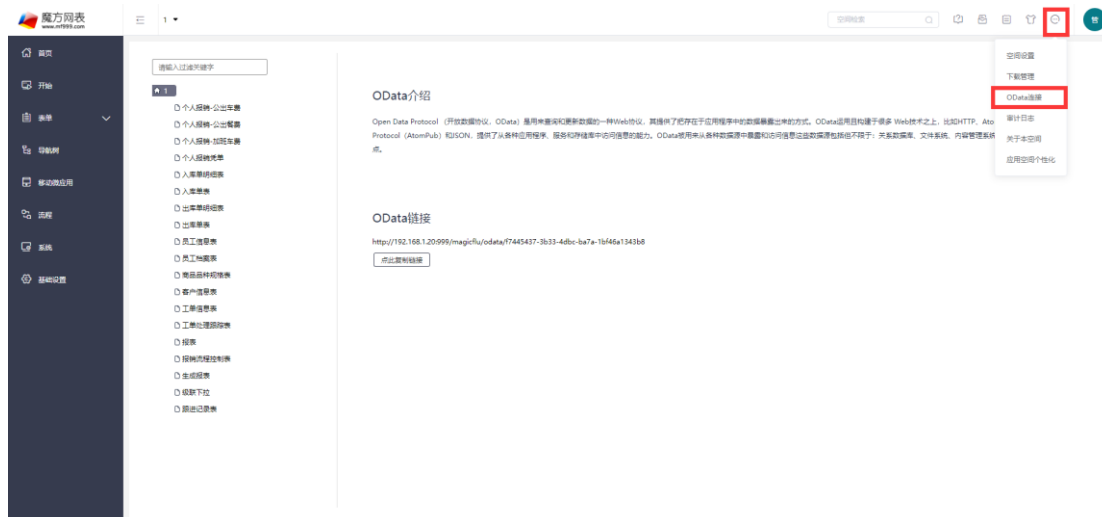 魔方网表
www.mf999.com
1
空间检索
智
首页
开始
表单
导航树
移动微应用
流程
系统
基础设置
请输入过滤关键字
1
个人报销-公出车费
个人报销-公出餐费
个人报销-加班车费
个人报销凭单
入库单明细表
入库单表
出库单明细表
出库单表
员工信息表
员工档案表
商品品种规格表
客户信息表
工单信息表
工单处理跟踪表
报表
报销流程控制表
生成报表
级联下拉
跟进记录表
OData介绍
Open Data Protocol（开放数据协议，OData）是用来查询和更新数据的一种Web协议，其提供了把存在于应用程序中的数据暴露出来的方式。OData运用且构建于很多 Web技术之上，比如HTTP、Ato
Protocol（AtomPub）和JSON，提供了从各种应用程序、服务和存储库中访问信息的能力。OData被用来从各种数据源中暴露和访问信息这些数据源包括但不限于：关系数据库、文件系统、内容管理系统
点。
OData链接
http://192.168.1.20:999/magicflu/odata/f7445437-3b33-4dbc-ba7a-1bf46a1343b8
点此复制链接
空间设置
下载管理
OData连接
审计日志
关于本空间
应用空间个性化